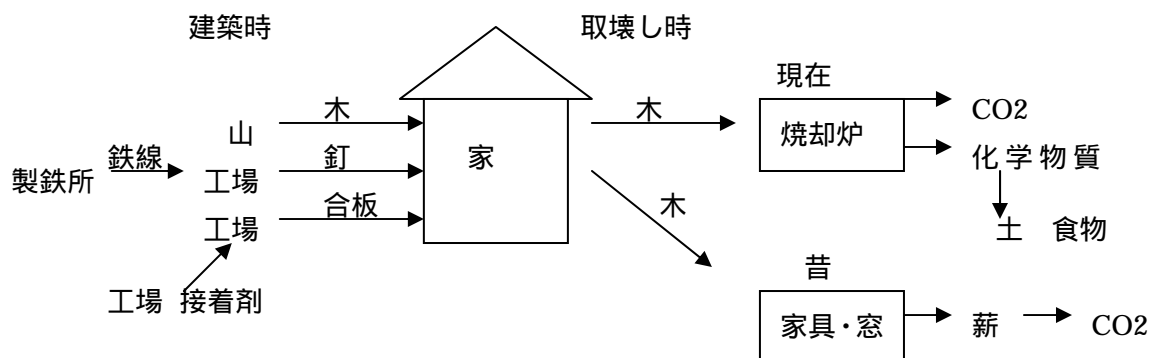 建築時 取壊し時
現在
木 木 CO2
山 焼却炉
鉄線 釘 家 化学物質
製鉄所 工場
合板 木
工場 土 食物
昔
工場 接着剤
家具・窓 薪 CO2